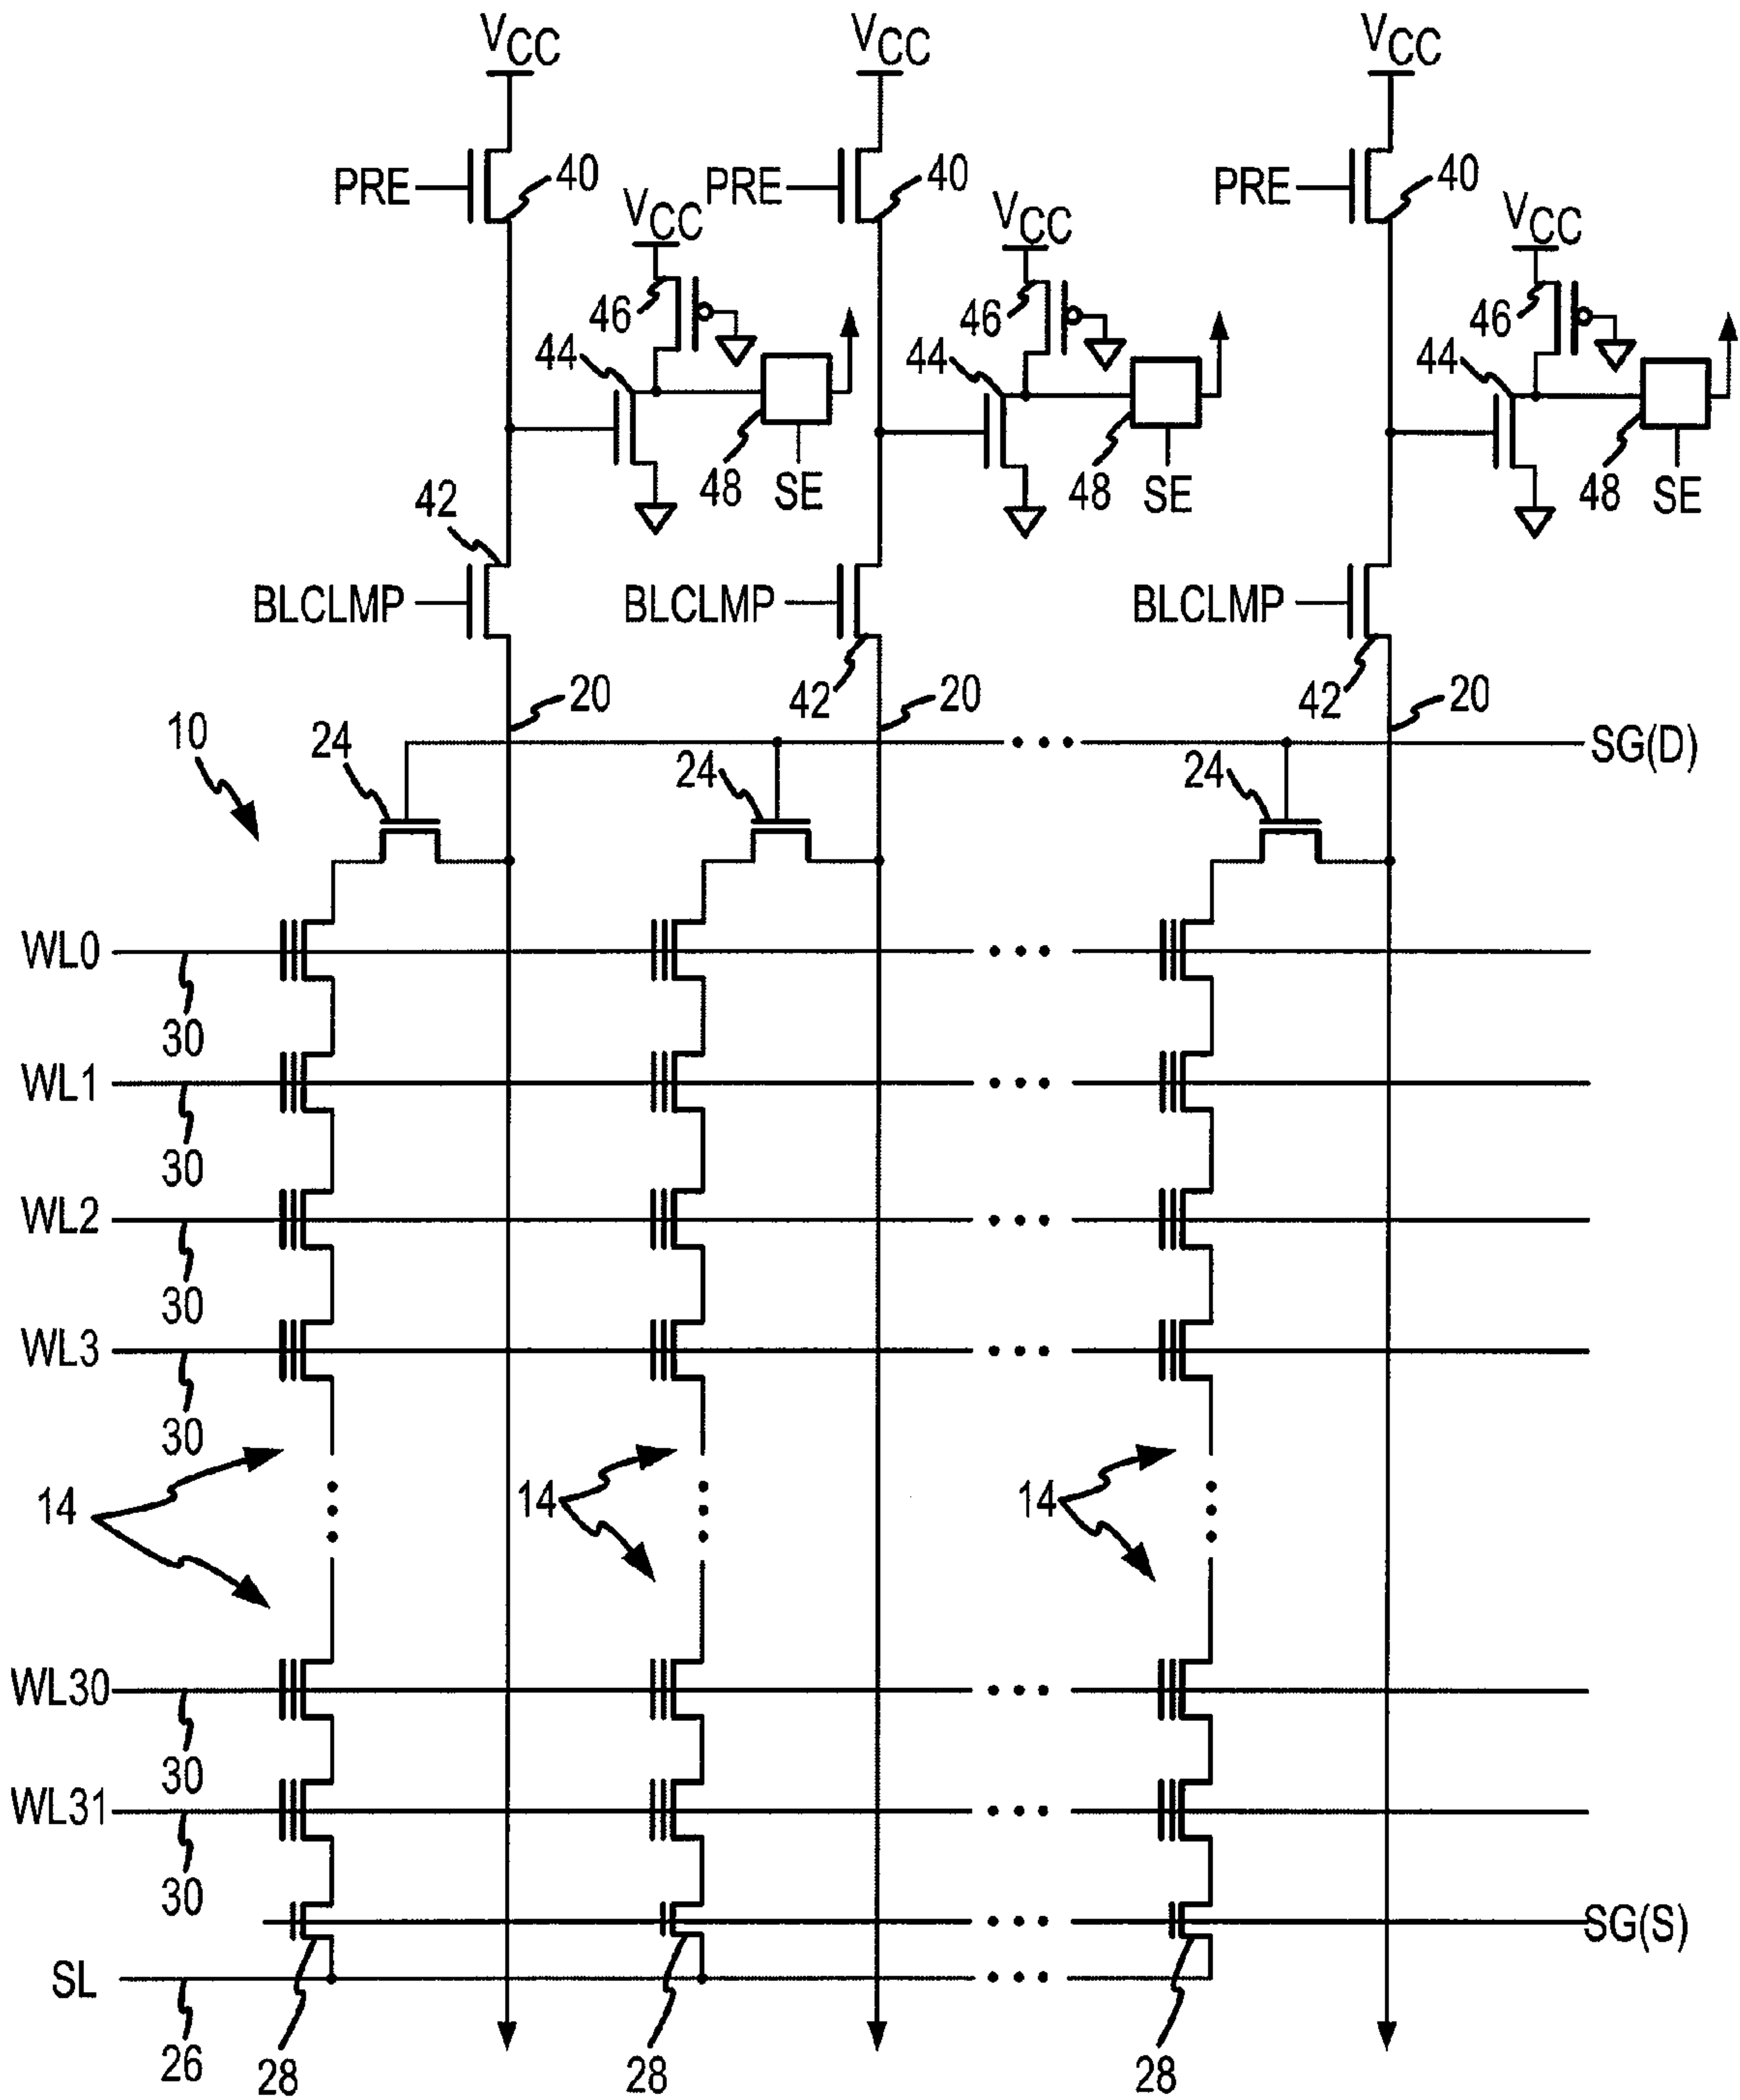 VCC VCC VCC
PRE 40 PRE 40 PRE 40
VCC VCC VCC
46 46 46
44 44 44
48 SE 48 SE 48 SE
42
BLCLMP BLCLMP BLCLMP
20 42 20 42 20
10 24 24 24 SG(D)
WL0
30
WL1
30
WL2
30
WL3
30
14 14 14
WL30
30
WL31
30
SG(S)
SL
26 28 28 28